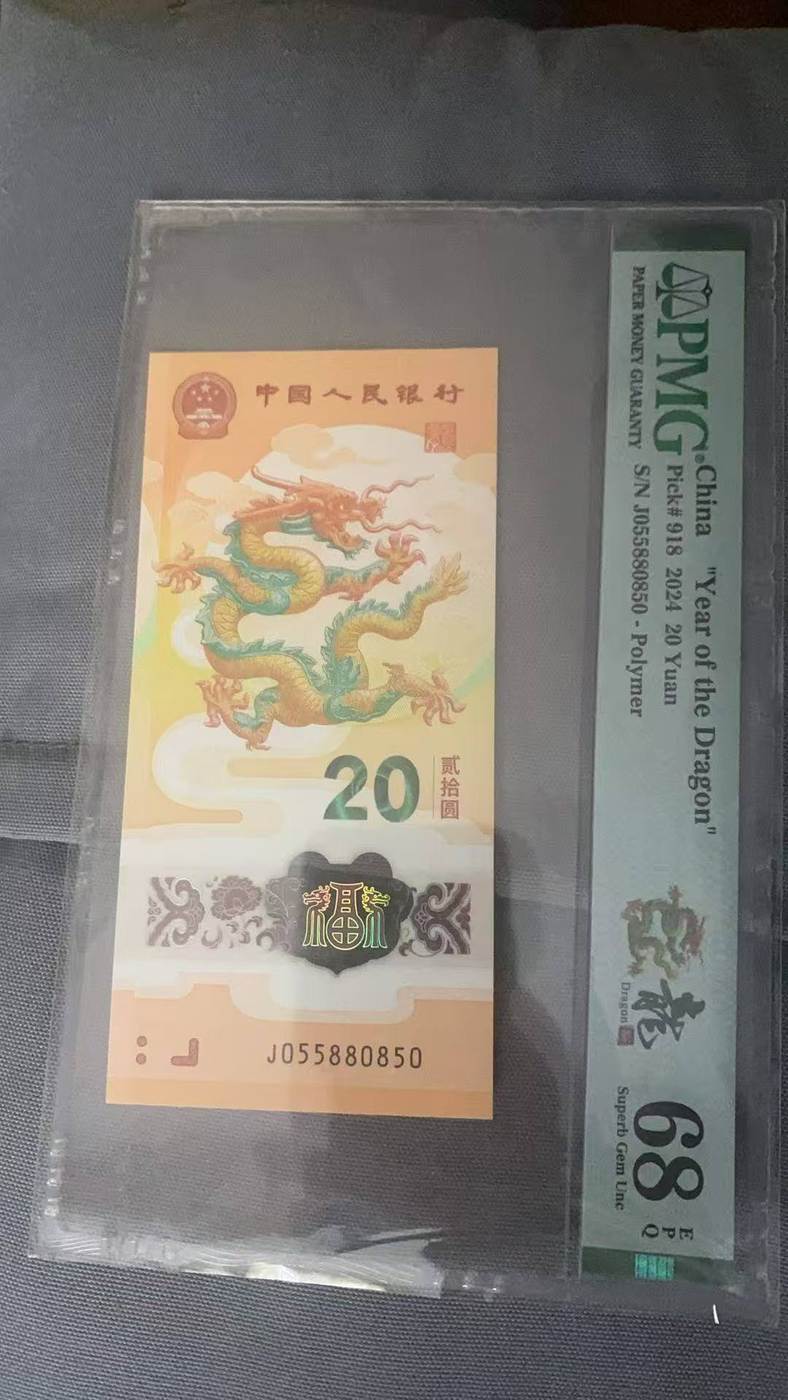 中国人民银行
20
贰拾圆
福
J055880850
PMG®
PAPER MONEY GUARANTY
China "Year of the Dragon"
Pick# 918 2024 20 Yuan
S/N J055880850 - Polymer
龍
Dragon
68
EPQ
Superb Gem Unc